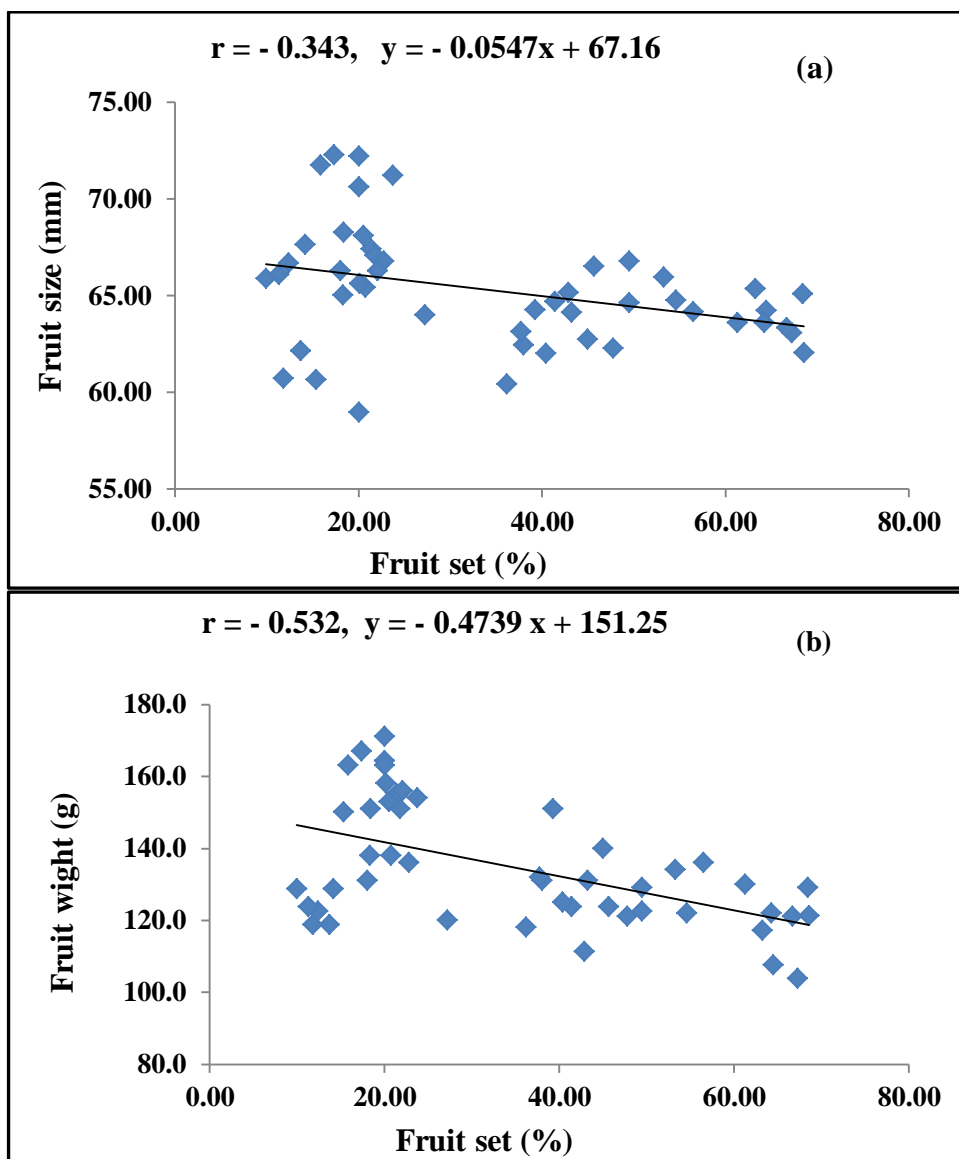 r = - 0.343, y = - 0.0547x + 67.16
(a)
75.00
70.00
65.00
60.00
55.00
Fruit size (mm)
0.00 20.00 40.00 60.00 80.00
Fruit set (%)
r = - 0.532, y = - 0.4739 x + 151.25
(b)
180.0
160.0
140.0
120.0
100.0
80.0
Fruit wight (g)
0.00 20.00 40.00 60.00 80.00
Fruit set (%)